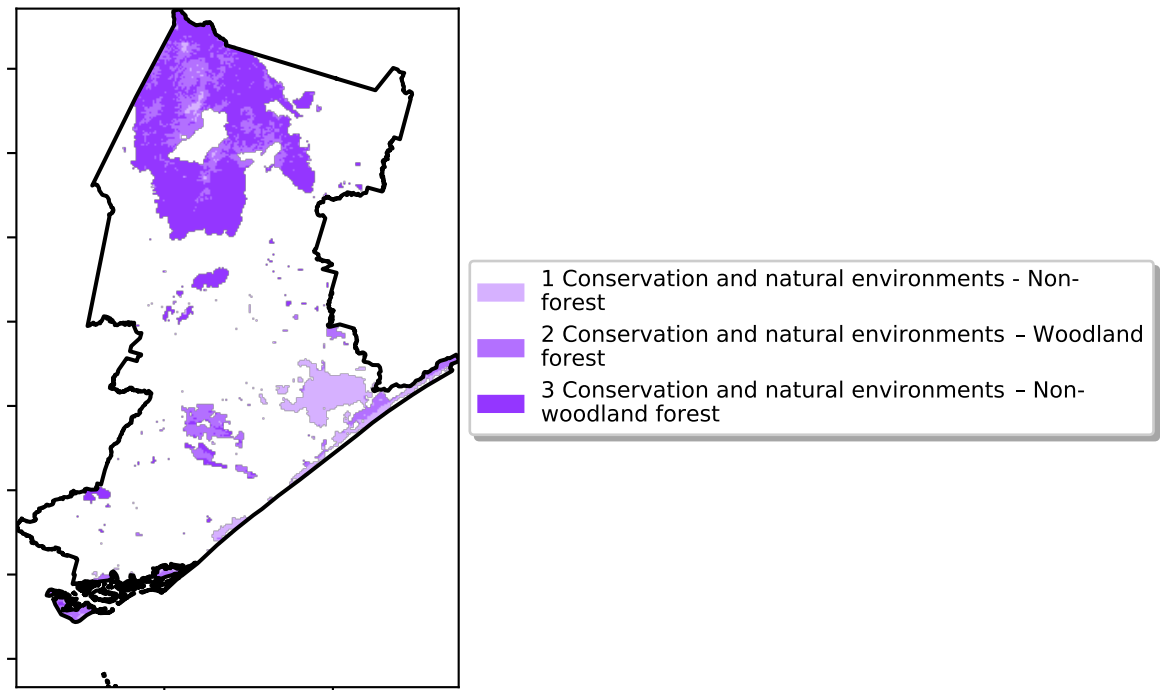 1 Conservation and natural environments - Non-
forest
2 Conservation and natural environments – Woodland
forest
3 Conservation and natural environments – Non-
woodland forest